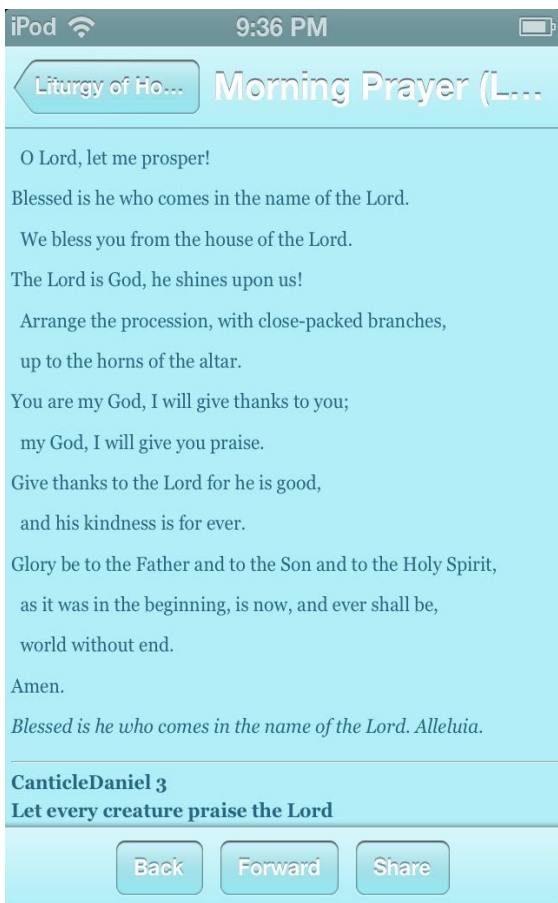 iPod 9:36 PM
Liturgy of Ho... Morning Prayer (L...
O Lord, let me prosper!
Blessed is he who comes in the name of the Lord.
We bless you from the house of the Lord.
The Lord is God, he shines upon us!
Arrange the procession, with close-packed branches,
up to the horns of the altar.
You are my God, I will give thanks to you;
my God, I will give you praise.
Give thanks to the Lord for he is good,
and his kindness is for ever.
Glory be to the Father and to the Son and to the Holy Spirit,
as it was in the beginning, is now, and ever shall be,
world without end.
Amen.
Blessed is he who comes in the name of the Lord. Alleluia.
CanticleDaniel 3
Let every creature praise the Lord
Back Forward Share